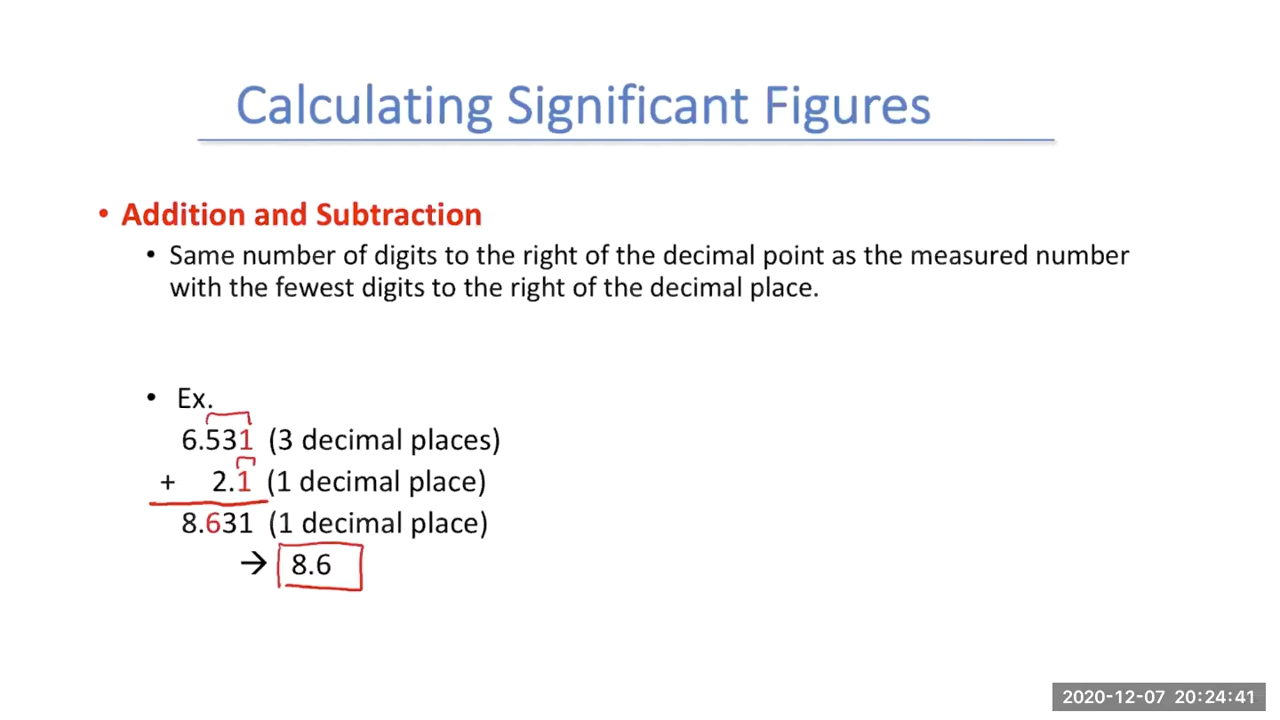 Calculating Significant Figures
• Addition and Subtraction
• Same number of digits to the right of the decimal point as the measured number
with the fewest digits to the right of the decimal place.
• Ex.
6.531 (3 decimal places)
+ 2.1 (1 decimal place)
8.631 (1 decimal place)
→ 8.6
2020-12-07 20:24:41